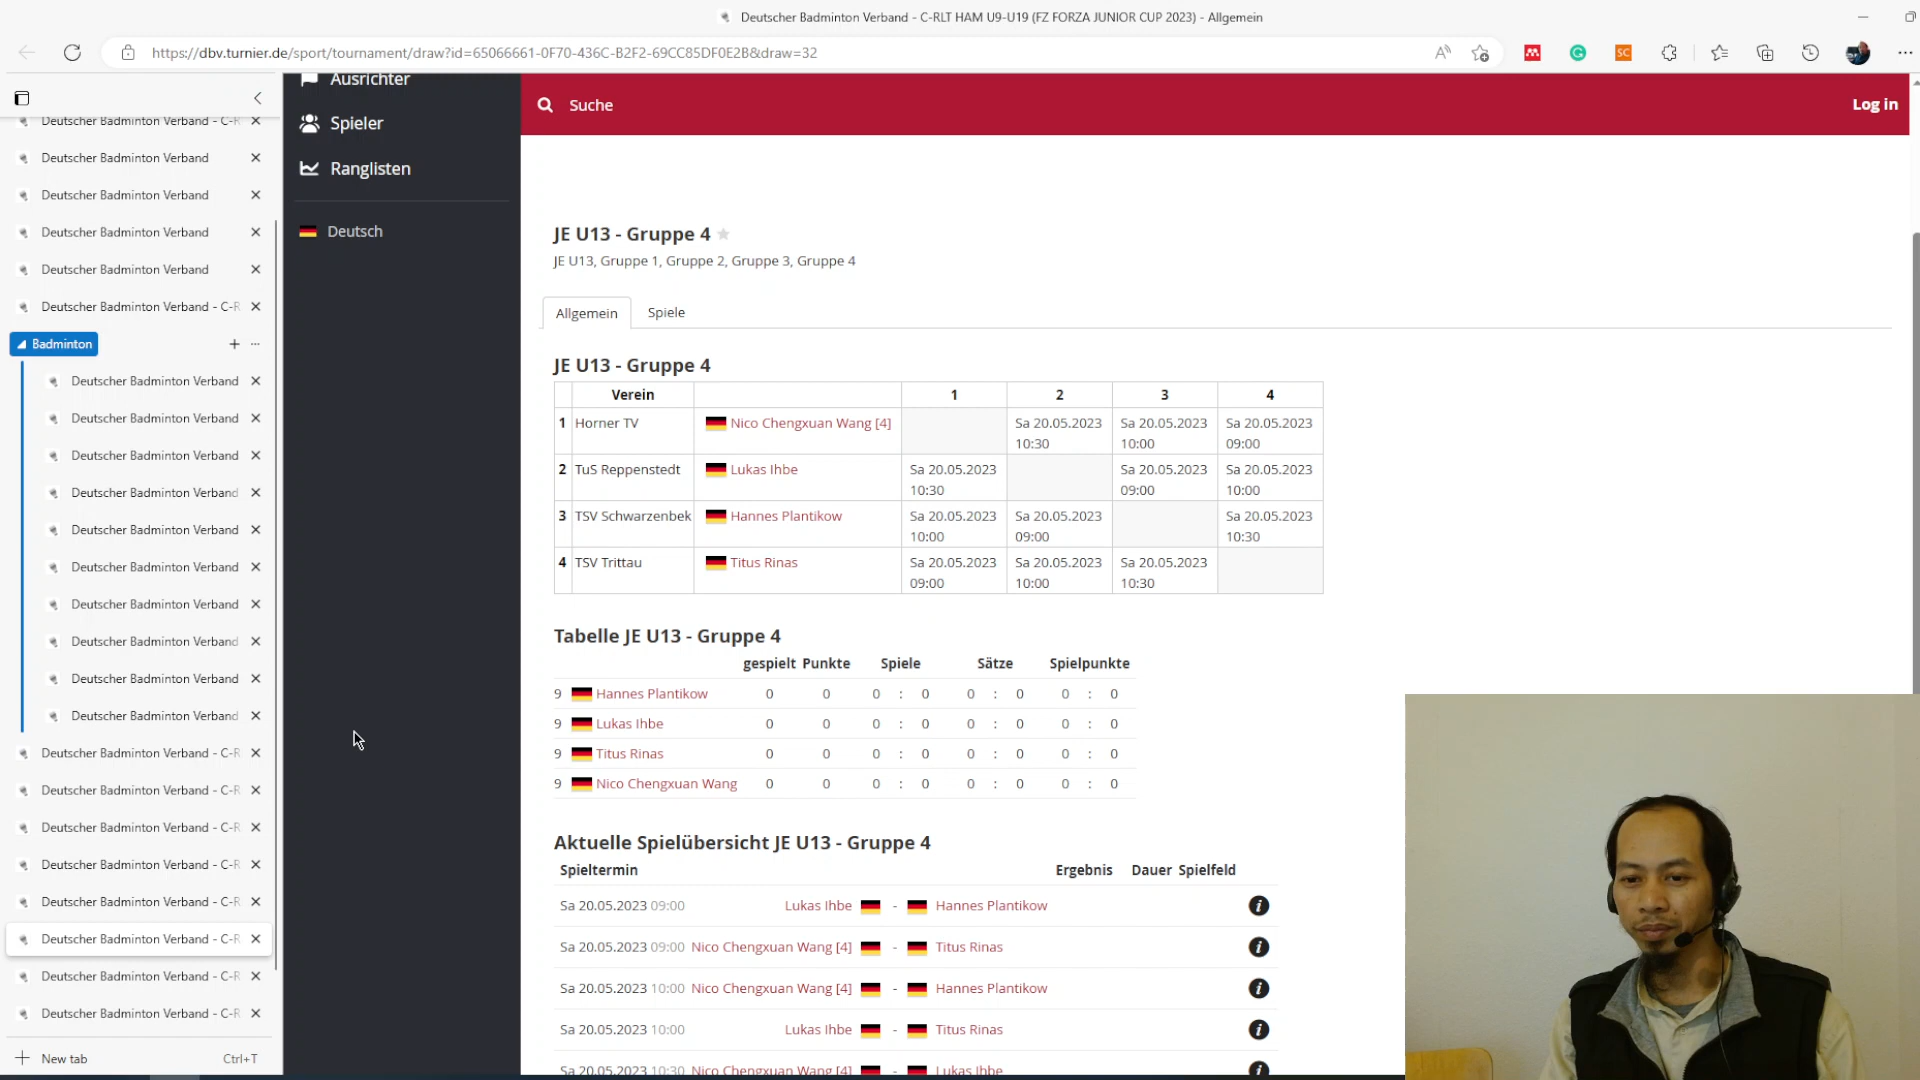 Deutscher Badminton Verband - C-RLT HAM U9-U19 (FZ FORZA JUNIOR CUP 2023) - Allgemein
https://dbv.turnier.de/sport/tournament/draw?id=65066661-0F70-436C-B2F2-69CC85DF0E2B&draw=32
Deutscher Badminton Verband - C-R
Deutscher Badminton Verband
Deutscher Badminton Verband
Deutscher Badminton Verband
Deutscher Badminton Verband
Deutscher Badminton Verband - C-R
Badminton
Deutscher Badminton Verband
Deutscher Badminton Verband
Deutscher Badminton Verband
Deutscher Badminton Verband
Deutscher Badminton Verband
Deutscher Badminton Verband
Deutscher Badminton Verband
Deutscher Badminton Verband
Deutscher Badminton Verband
Deutscher Badminton Verband
Deutscher Badminton Verband - C-R
Deutscher Badminton Verband - C-R
Deutscher Badminton Verband - C-R
Deutscher Badminton Verband - C-R
Deutscher Badminton Verband - C-R
Deutscher Badminton Verband - C-R
Deutscher Badminton Verband - C-R
Deutscher Badminton Verband - C-R
New tab Ctrl+T
Ausrichter
Spieler
Ranglisten
Deutsch
Suche Log in
JE U13 - Gruppe 4
JE U13, Gruppe 1, Gruppe 2, Gruppe 3, Gruppe 4
Allgemein Spiele
JE U13 - Gruppe 4
Verein 1 2 3 4
1 Horner TV Nico Chengxuan Wang [4] Sa 20.05.2023 Sa 20.05.2023 Sa 20.05.2023
10:30 10:00 09:00
2 TuS Reppenstedt Lukas Ihbe Sa 20.05.2023 Sa 20.05.2023 Sa 20.05.2023
10:30 09:00 10:00
3 TSV Schwarzenbek Hannes Plantikow Sa 20.05.2023 Sa 20.05.2023 Sa 20.05.2023
10:00 09:00 10:30
4 TSV Trittau Titus Rinas Sa 20.05.2023 Sa 20.05.2023 Sa 20.05.2023
09:00 10:00 10:30
Tabelle JE U13 - Gruppe 4
gespielt Punkte Spiele Sätze Spielpunkte
9 Hannes Plantikow 0 0 0 : 0 0 : 0 0 : 0
9 Lukas Ihbe 0 0 0 : 0 0 : 0 0 : 0
9 Titus Rinas 0 0 0 : 0 0 : 0 0 : 0
9 Nico Chengxuan Wang 0 0 0 : 0 0 : 0 0 : 0
Aktuelle Spielübersicht JE U13 - Gruppe 4
Spieltermin Ergebnis Dauer Spielfeld
Sa 20.05.2023 09:00 Lukas Ihbe - Hannes Plantikow
Sa 20.05.2023 09:00 Nico Chengxuan Wang [4] - Titus Rinas
Sa 20.05.2023 10:00 Nico Chengxuan Wang [4] - Hannes Plantikow
Sa 20.05.2023 10:00 Lukas Ihbe - Titus Rinas
Sa 20.05.2023 10:30 Nico Chengxuan Wang [4] - Lukas Ihbe